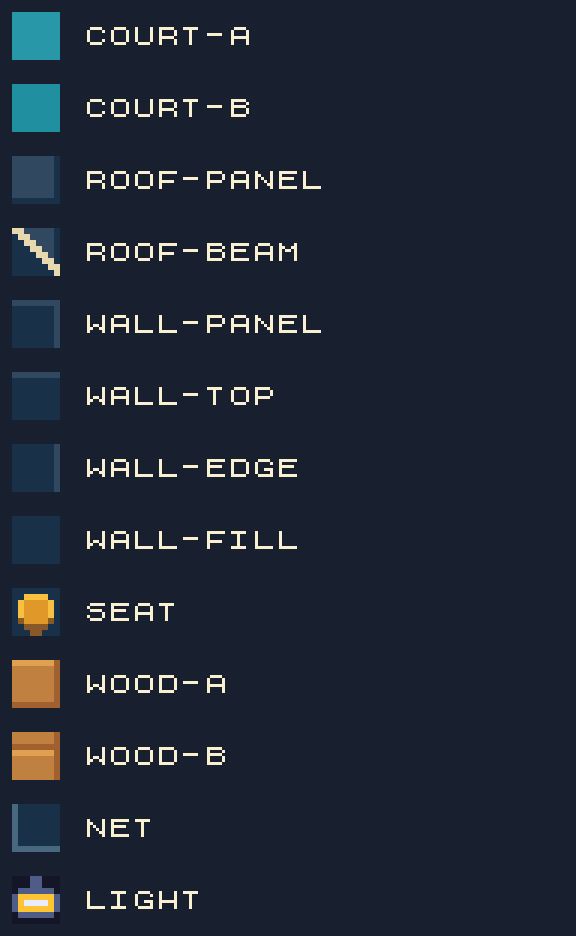 COURT-A
COURT-B
ROOF-PANEL
ROOF-BEAM
WALL-PANEL
WALL-TOP
WALL-EDGE
WALL-FILL
SEAT
WOOD-A
WOOD-B
NET
LIGHT